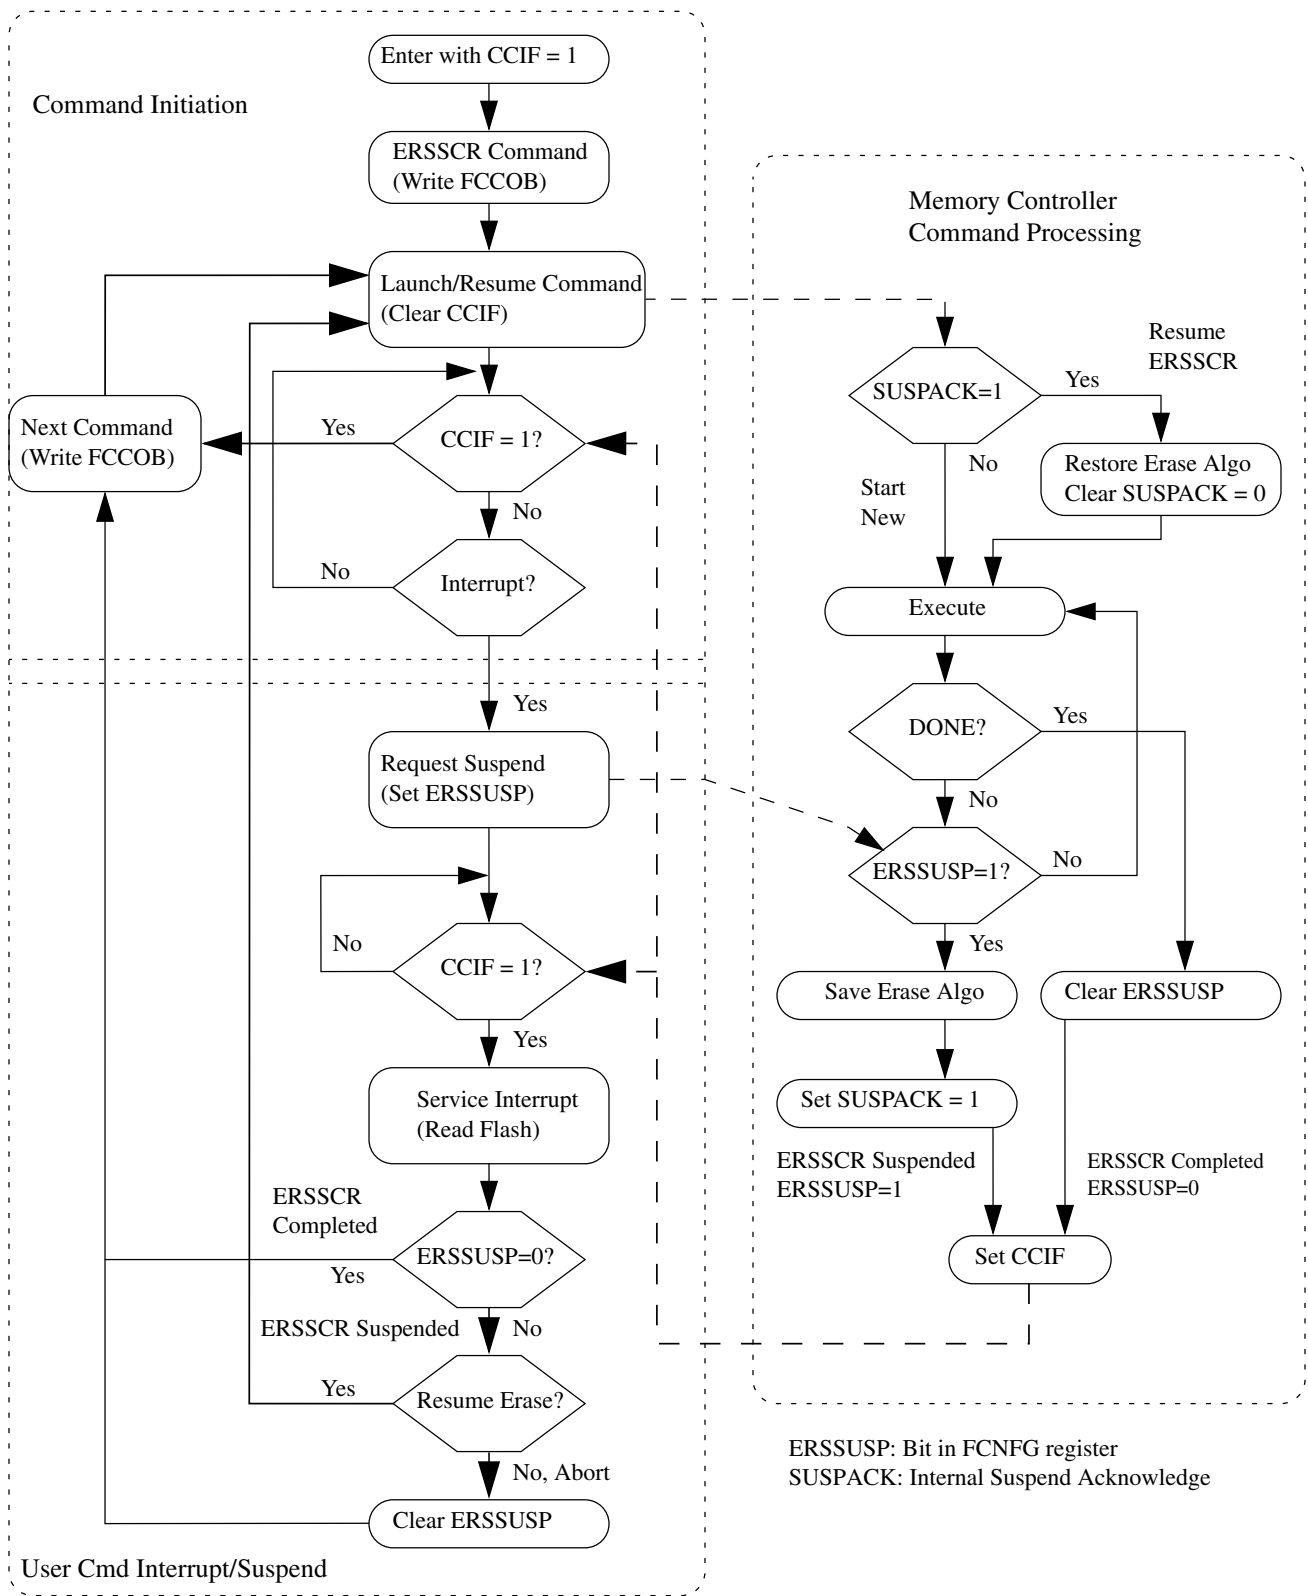 Enter with CCIF = 1
Command Initiation
ERSSCR Command
(Write FCCOB)
Launch/Resume Command
(Clear CCIF)
Next Command
(Write FCCOB)
Yes
CCIF = 1?
No
No
Interrupt?
Yes
Request Suspend
(Set ERSSUSP)
No
CCIF = 1?
Yes
Service Interrupt
(Read Flash)
ERSSCR
Completed
ERSSUSP=0?
Yes
ERSSCR Suspended
No
Yes
Resume Erase?
No, Abort
Clear ERSSUSP
User Cmd Interrupt/Suspend
Memory Controller
Command Processing
Resume
ERSSCR
SUSPACK=1
Yes
No
Restore Erase Algo
Clear SUSPACK = 0
Start
New
Execute
DONE?
Yes
No
ERSSUSP=1?
No
Yes
Save Erase Algo
Clear ERSSUSP
Set SUSPACK = 1
ERSSCR Suspended
ERSSUSP=1
ERSSCR Completed
ERSSUSP=0
Set CCIF
ERSSUSP: Bit in FCNFG register
SUSPACK: Internal Suspend Acknowledge